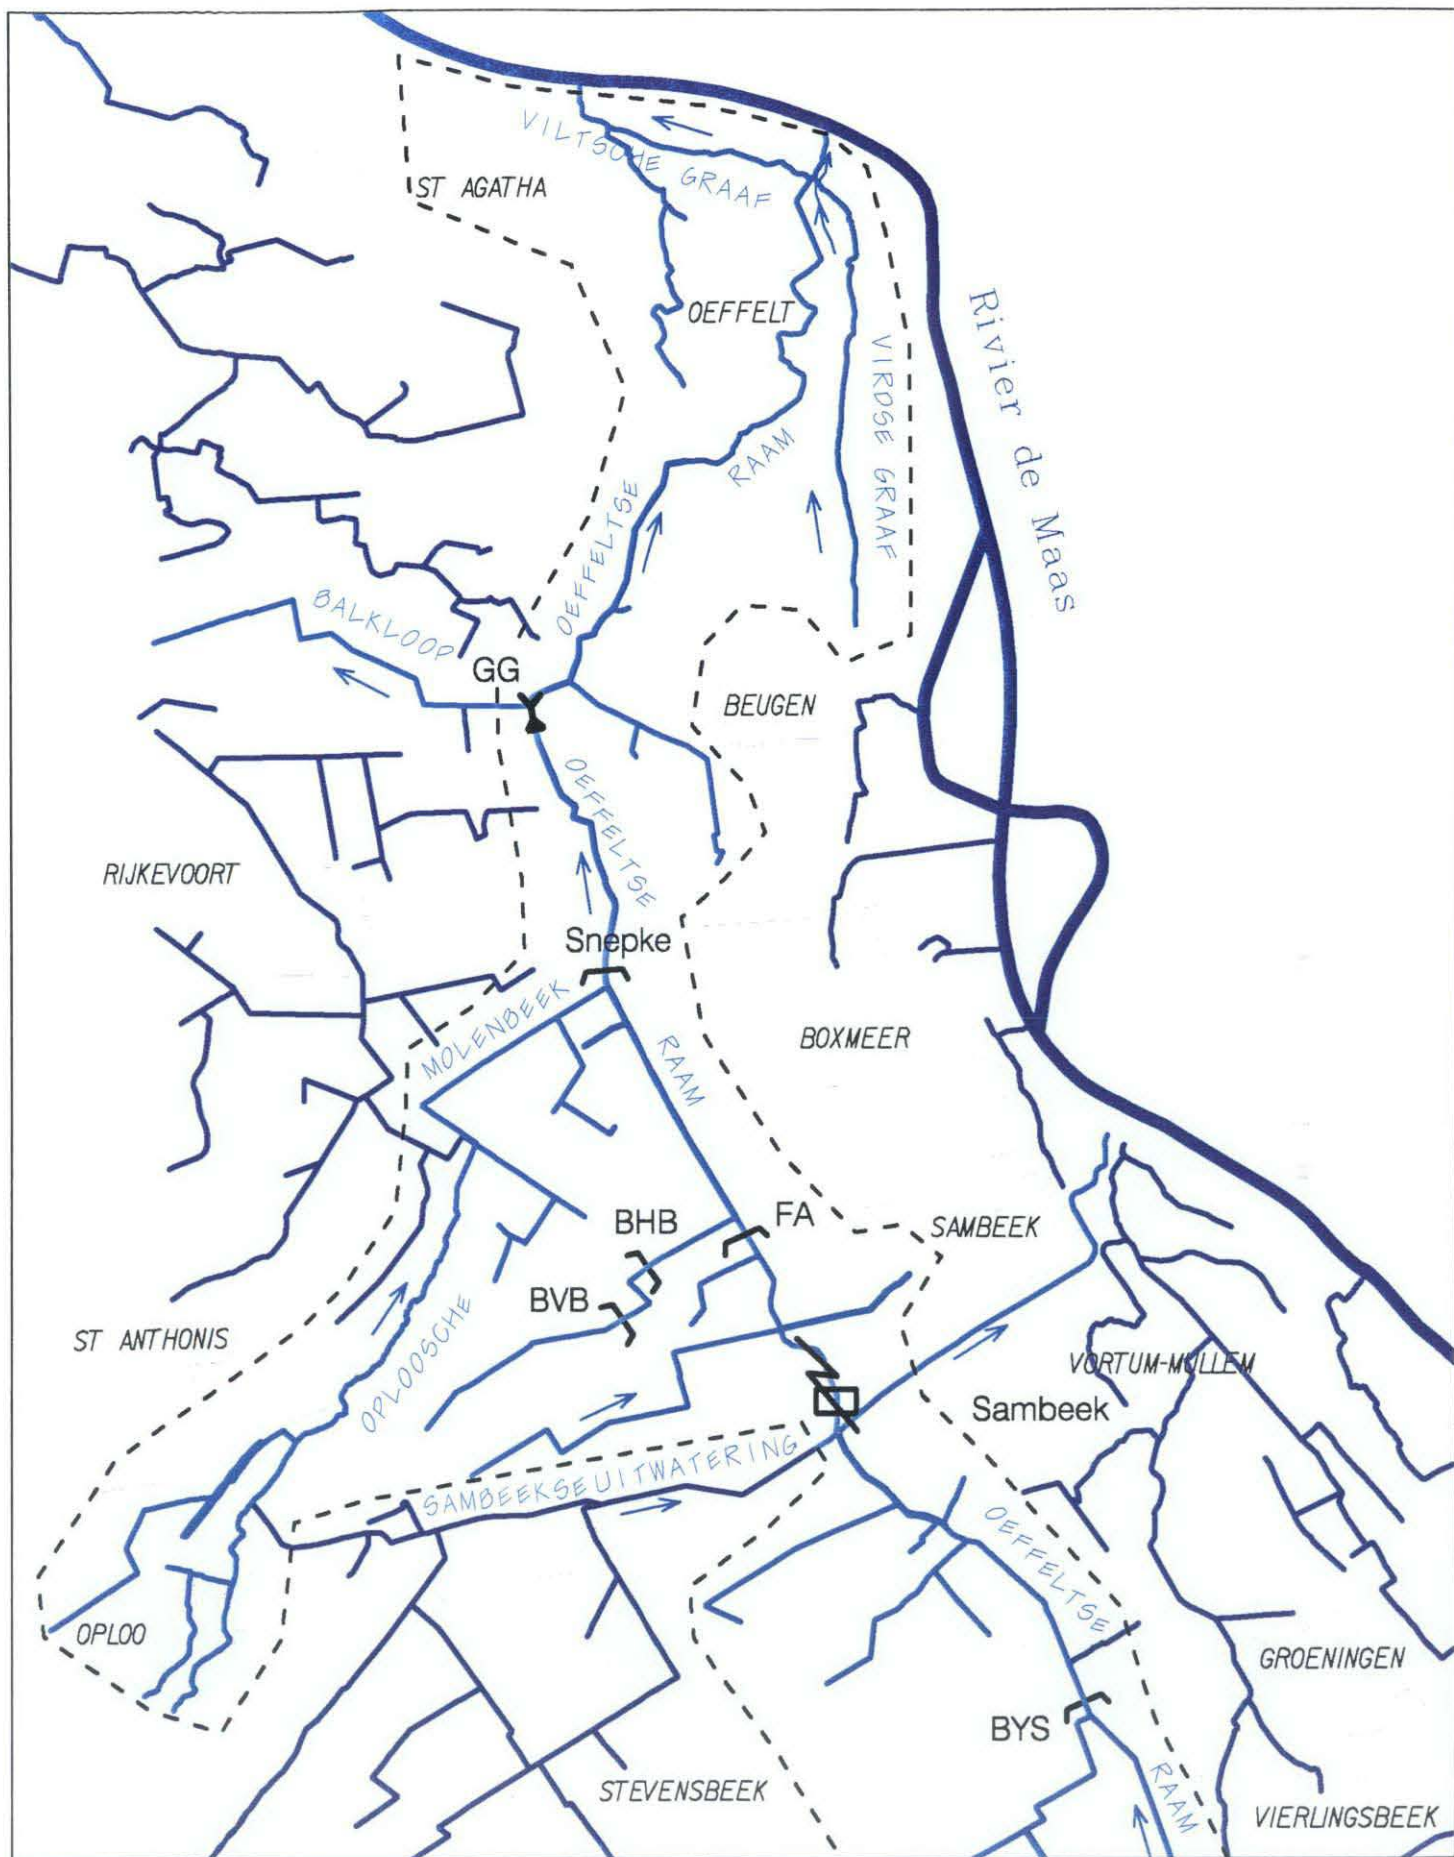 VILTSCHE GRAAF
ST AGATHA
OEFFELT
Rivier de Maas
VIRDSE GRAAF
RAAM
OEFFELTSE
BALKLOOP
GG
BEUGEN
OEFFELTSE
RIJKEVOORT
Snepke
MOLENBEEK
RAAM
BOXMEER
BHB
FA
SAMBEEK
BVB
ST ANTHONIS
OPLOOSCHE
VORTUM-MULLEM
Sambeek
SAMBEEKSE UITWATERING
OEFFELTSE
OPLOO
GROENINGEN
BYS
STEVENSBEEK
RAAM
VIERLINGSBEEK